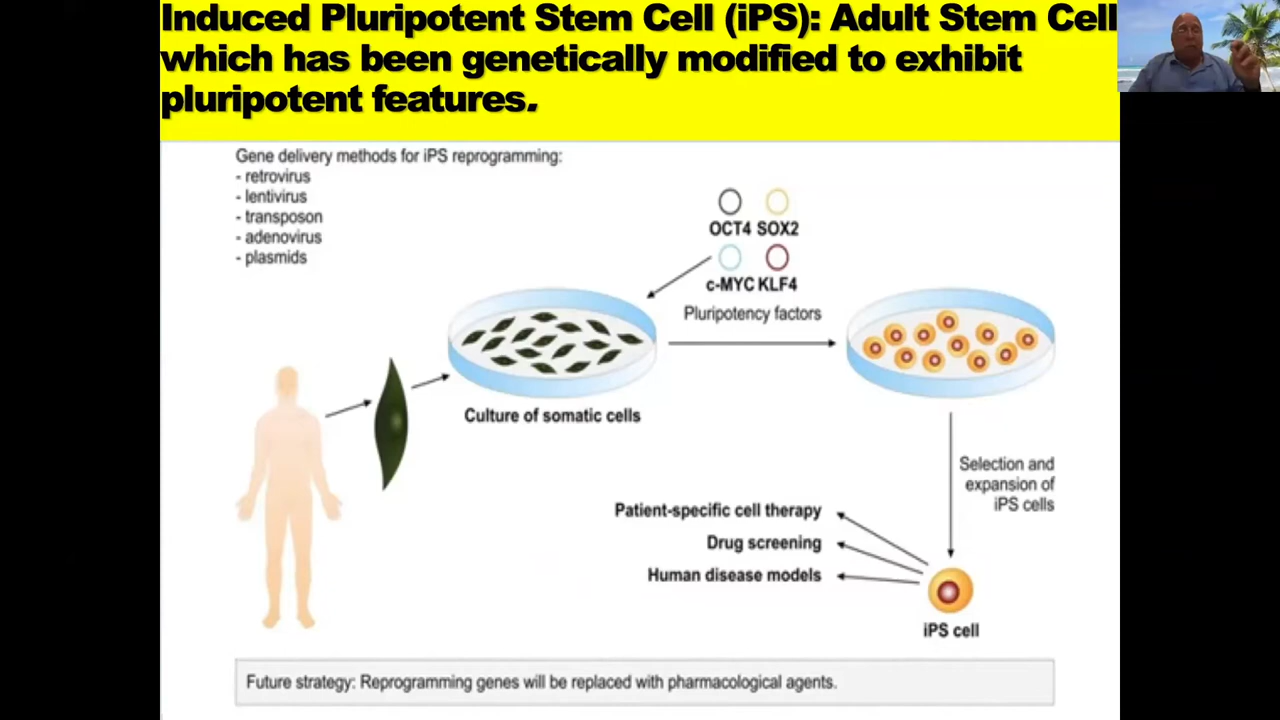 Induced Pluripotent Stem Cell (iPS): Adult Stem Cell
which has been genetically modified to exhibit
pluripotent features.
Gene delivery methods for iPS reprogramming:
- retrovirus
- lentivirus
- transposon
- adenovirus
- plasmids
OCT4 SOX2
c-MYC KLF4
Pluripotency factors
Culture of somatic cells
Selection and
expansion of
iPS cells
Patient-specific cell therapy
Drug screening
Human disease models
iPS cell
Future strategy: Reprogramming genes will be replaced with pharmacological agents.